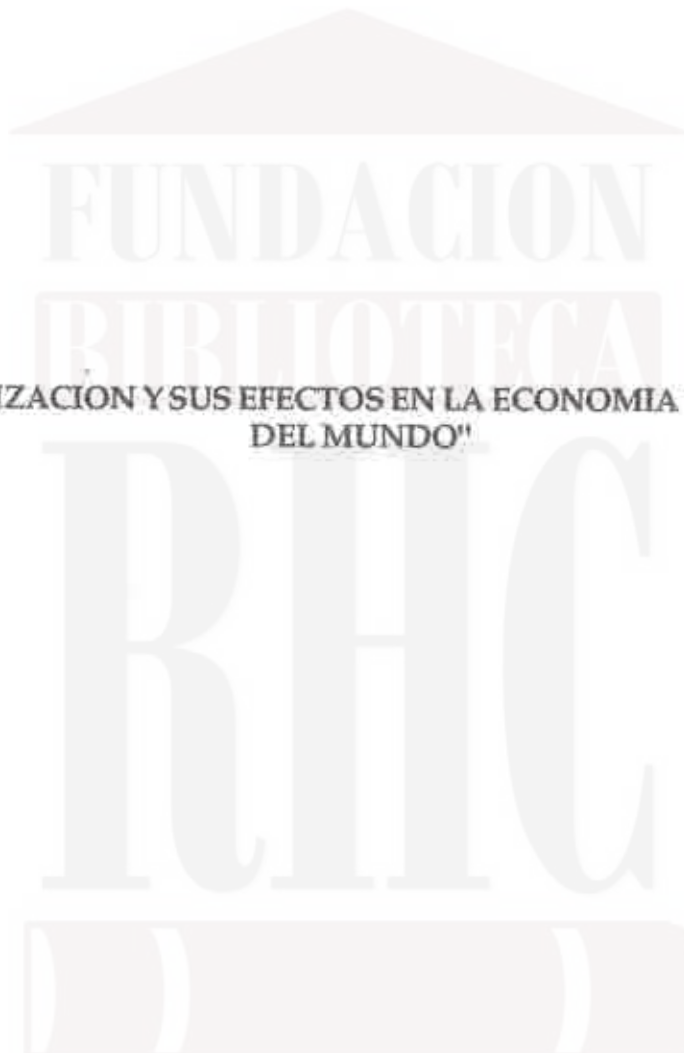 FUNDACION
BIBLIOTECA
IZACION Y SUS EFECTOS EN LA ECONOMIA
DEL MUNDO"
RHC